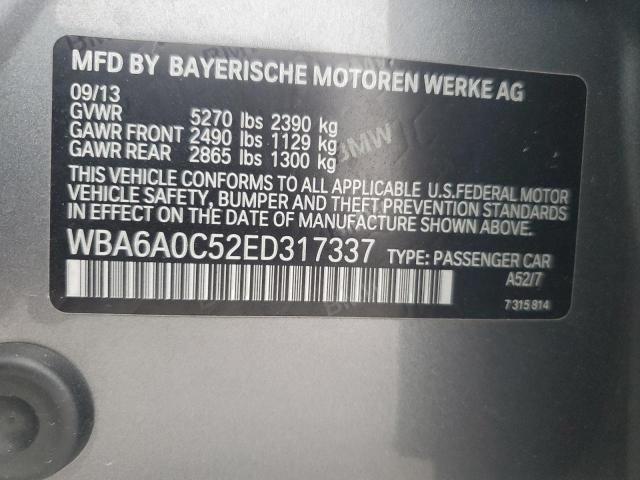 MFD BY BAYERISCHE MOTOREN WERKE AG
09/13
GVWR 5270 lbs 2390 kg
GAWR FRONT 2490 lbs 1129 kg
GAWR REAR 2865 lbs 1300 kg
THIS VEHICLE CONFORMS TO ALL APPLICABLE U.S.FEDERAL MOTOR
VEHICLE SAFETY, BUMPER AND THEFT PREVENTION STANDARDS
IN EFFECT ON THE DATE OF MANUFACTURE SHOWN ABOVE.
WBA6A0C52ED317337 TYPE: PASSENGER CAR
A52/7
7 315 814
BMW